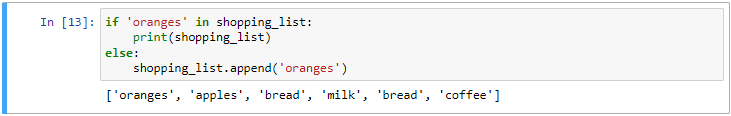 In [13]: if 'oranges' in shopping_list:
    print(shopping_list)
else:
    shopping_list.append('oranges')
['oranges', 'apples', 'bread', 'milk', 'bread', 'coffee']